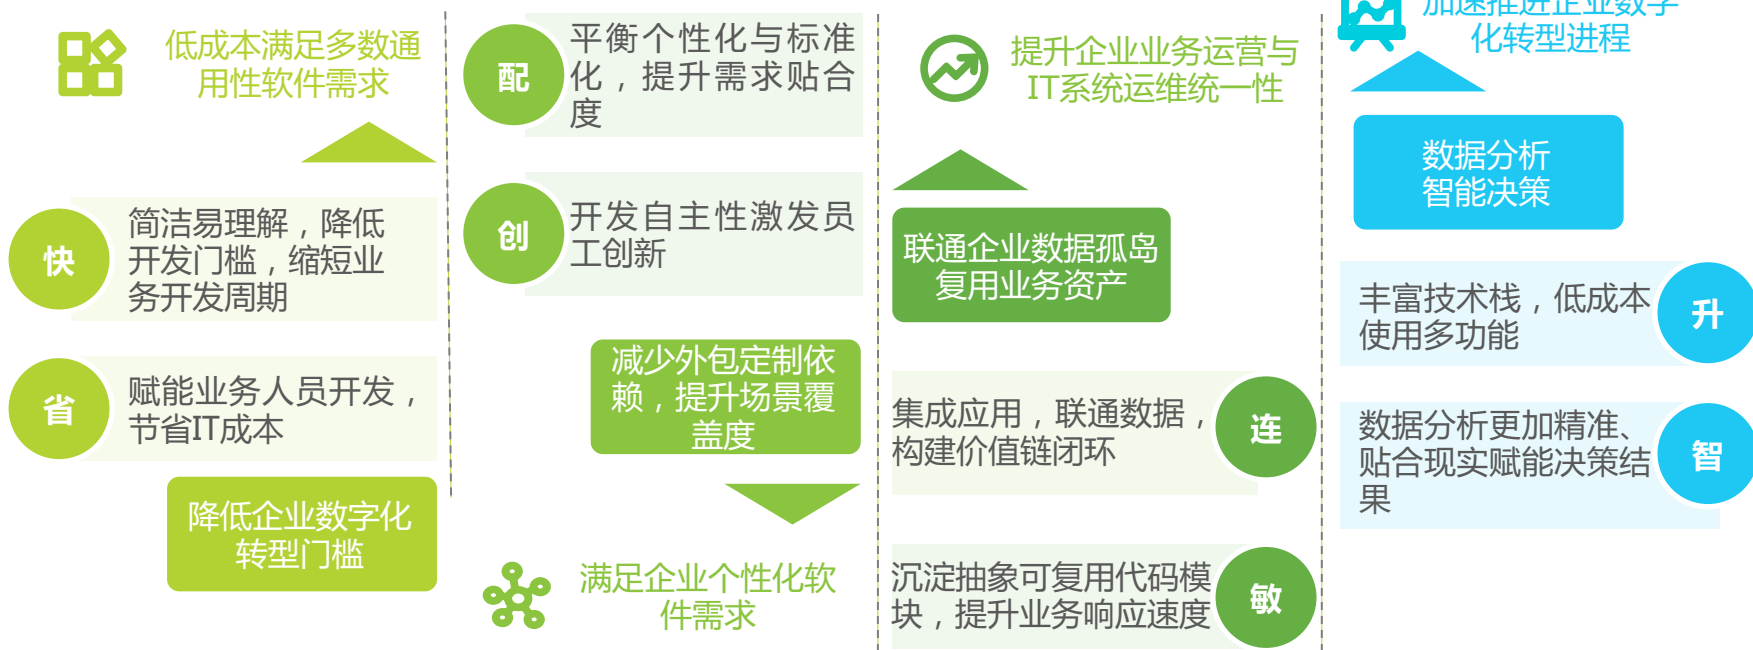 低成本满足多数通
用性软件需求
快
简洁易理解，降低
开发门槛，缩短业
务开发周期
省
赋能业务人员开发，
节省IT成本
降低企业数字化
转型门槛
配
平衡个性化与标准
化，提升需求贴合
度
创
开发自主性激发员
工创新
减少外包定制依
赖，提升场景覆
盖度
满足企业个性化软
件需求
提升企业业务运营与
IT系统运维统一性
联通企业数据孤岛
复用业务资产
集成应用，联通数据，
构建价值链闭环
连
沉淀抽象可复用代码模
块，提升业务响应速度
敏
加速推进企业数字
化转型进程
数据分析
智能决策
丰富技术栈，低成本
使用多功能
升
数据分析更加精准、
贴合现实赋能决策结
果
智